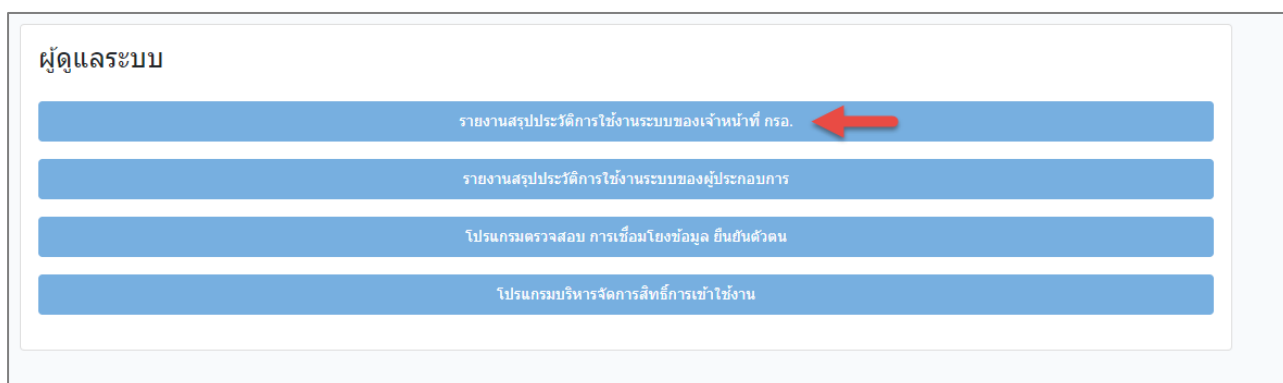 ผู้ดูแลระบบ
รายงานสรุปประวัติการใช้งานระบบของเจ้าหน้าที่ กรอ.
รายงานสรุปประวัติการใช้งานระบบของผู้ประกอบการ
โปรแกรมตรวจสอบ การเชื่อมโยงข้อมูล ยืนยันตัวตน
โปรแกรมบริหารจัดการสิทธิ์การเข้าใช้งาน